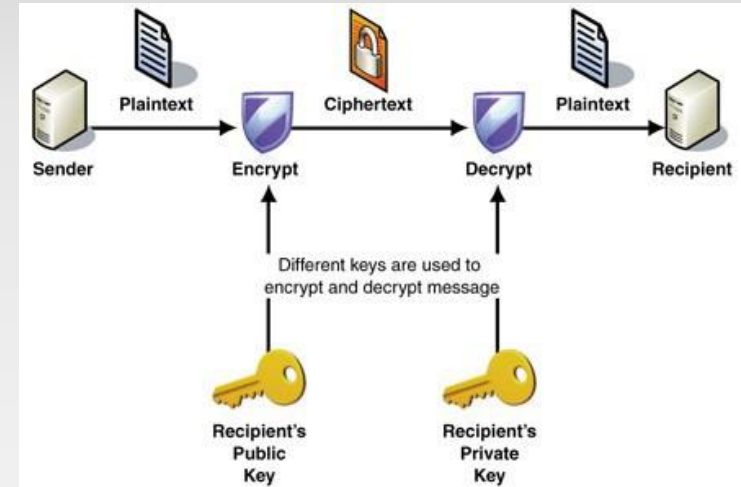 Plaintext
Ciphertext
Plaintext
Sender
Encrypt
Decrypt
Recipient
Different keys are used to
encrypt and decrypt message
Recipient's
Public
Key
Recipient's
Private
Key